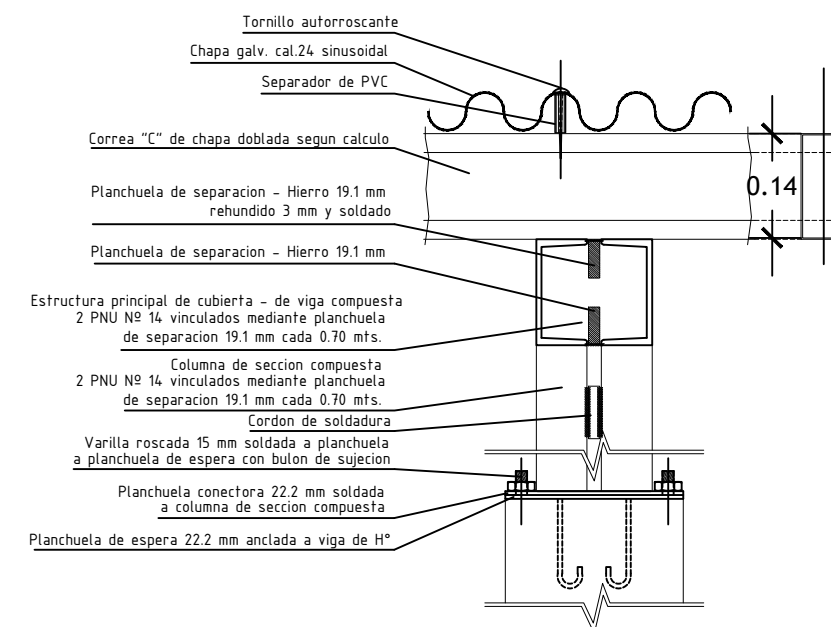 Tornillo autorroscante
Chapa galv. cal.24 sinusoidal
Separador de PVC
Correa "C" de chapa doblada segun calculo
0.14
Planchuela de separacion - Hierro 19.1 mm
rehundido 3 mm y soldado
Planchuela de separacion - Hierro 19.1 mm
Estructura principal de cubierta - de viga compuesta
2 PNU Nº 14 vinculados mediante planchuela
de separacion 19.1 mm cada 0.70 mts.
Columna de seccion compuesta
2 PNU Nº 14 vinculados mediante planchuela
de separacion 19.1 mm cada 0.70 mts.
Cordon de soldadura
Varilla roscada 15 mm soldada a planchuela
a planchuela de espera con bulon de sujecion
Planchuela conectora 22.2 mm soldada
a columna de seccion compuesta
Planchuela de espera 22.2 mm anclada a viga de H°